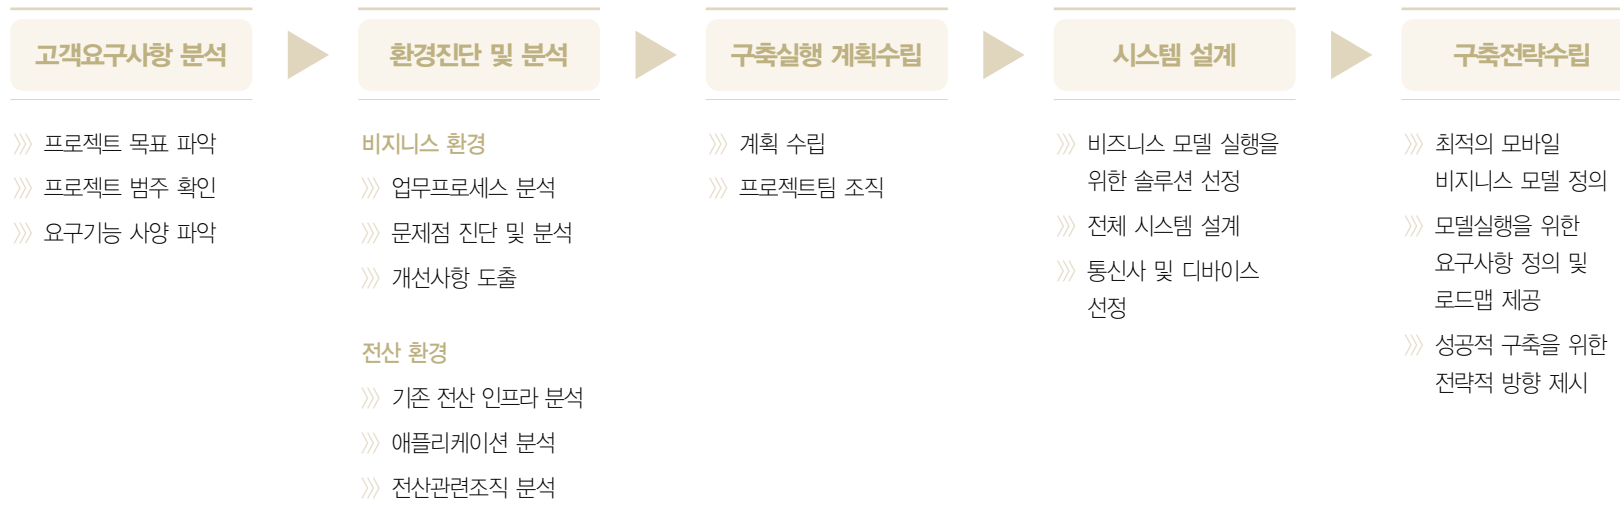 고객요구사항 분석
프로젝트 목표 파악
프로젝트 범주 확인
요구기능 사양 파악
환경진단 및 분석
비지니스 환경
업무프로세스 분석
문제점 진단 및 분석
개선사항 도출
전산 환경
기존 전산 인프라 분석
애플리케이션 분석
전산관련조직 분석
구축실행 계획수립
계획 수립
프로젝트팀 조직
시스템 설계
비즈니스 모델 실행을
위한 솔루션 선정
전체 시스템 설계
통신사 및 디바이스
선정
구축전략수립
최적의 모바일
비지니스 모델 정의
모델실행을 위한
요구사항 정의 및
로드맵 제공
성공적 구축을 위한
전략적 방향 제시